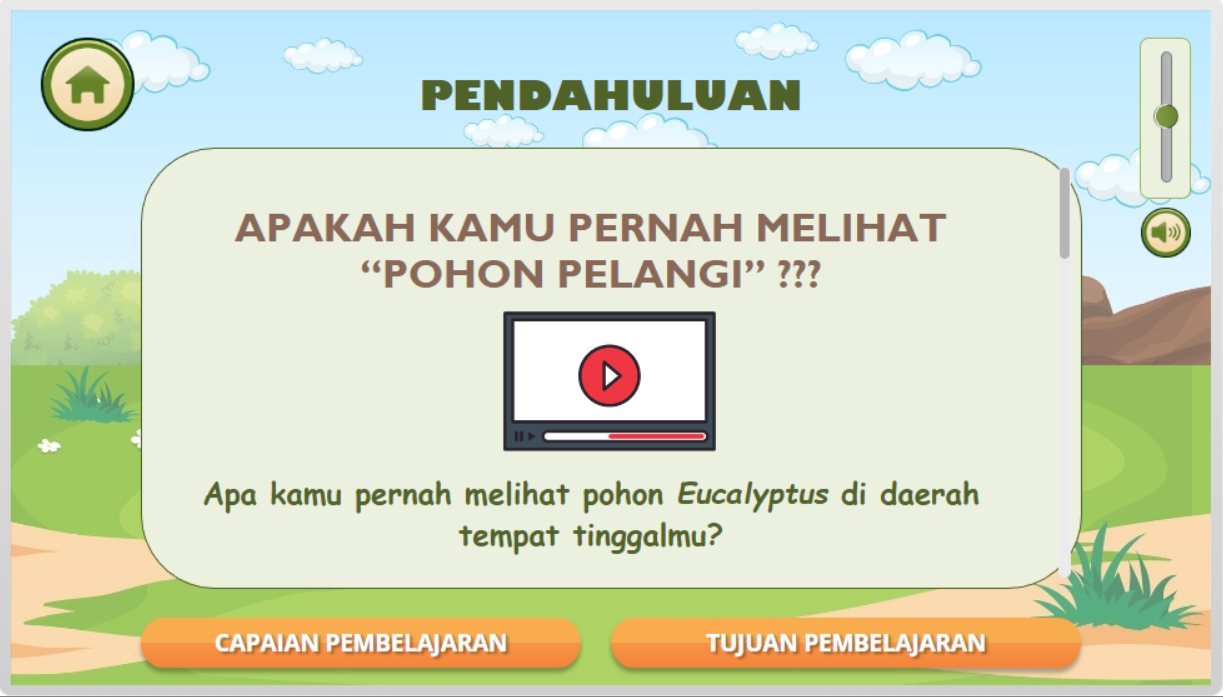 PENDAHULUAN
APAKAH KAMU PERNAH MELIHAT
“POHON PELANGI” ???
Apa kamu pernah melihat pohon Eucalyptus di daerah
tempat tinggalmu?
CAPAIAN PEMBELAJARAN
TUJUAN PEMBELAJARAN